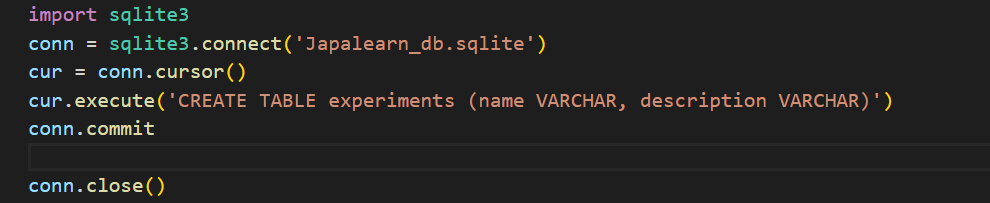 import sqlite3
conn = sqlite3.connect('Japalearn_db.sqlite')
cur = conn.cursor()
cur.execute('CREATE TABLE experiments (name VARCHAR, description VARCHAR)')
conn.commit
conn.close()